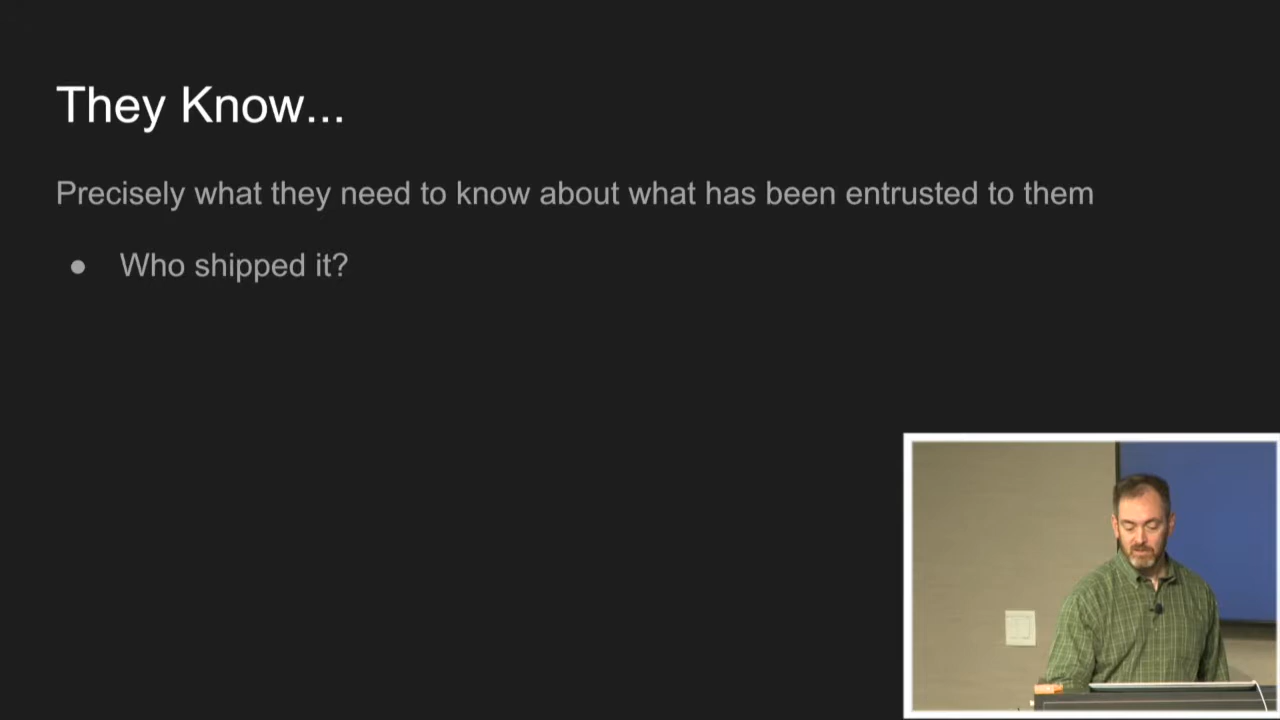 They Know...
Precisely what they need to know about what has been entrusted to them
● Who shipped it?